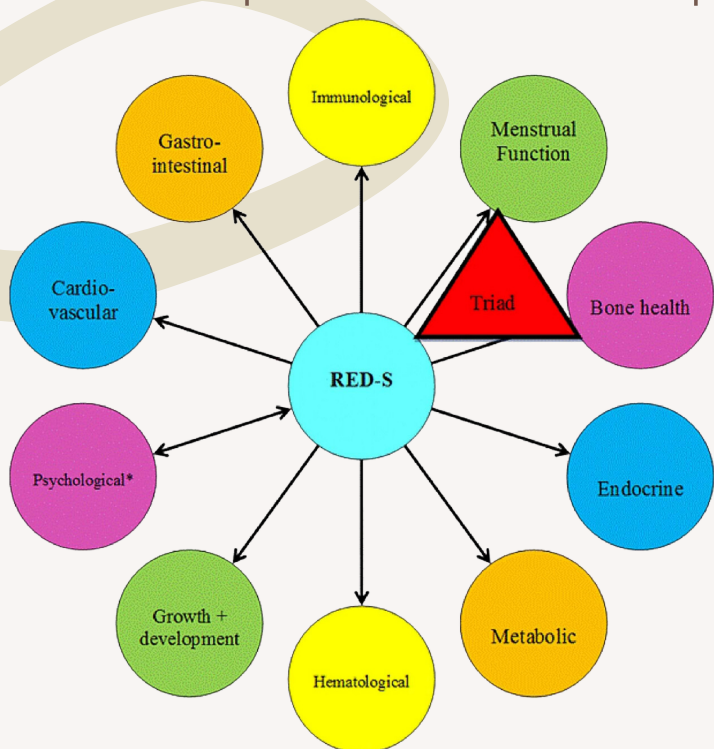 Immunological
Gastro-
intestinal
Menstrual
Function
Cardio-
vascular
Triad
Bone health
RED-S
Psychological*
Endocrine
Growth +
development
Metabolic
Hematological